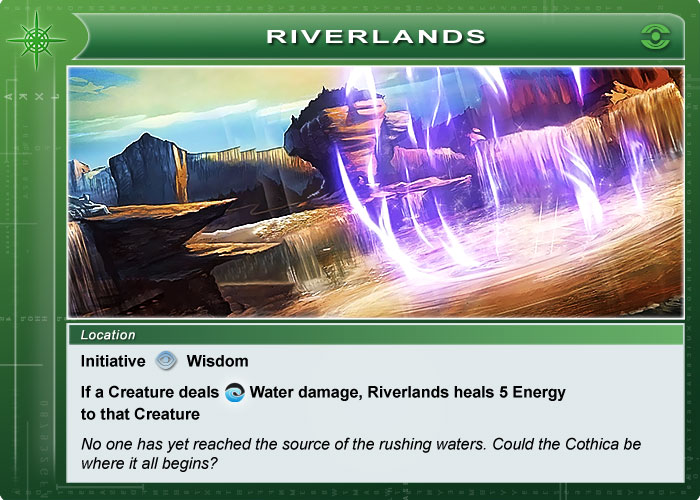 RIVERLANDS
Location
Initiative Wisdom
If a Creature deals Water damage, Riverlands heals 5 Energy
to that Creature
No one has yet reached the source of the rushing waters. Could the Cothica be
where it all begins?